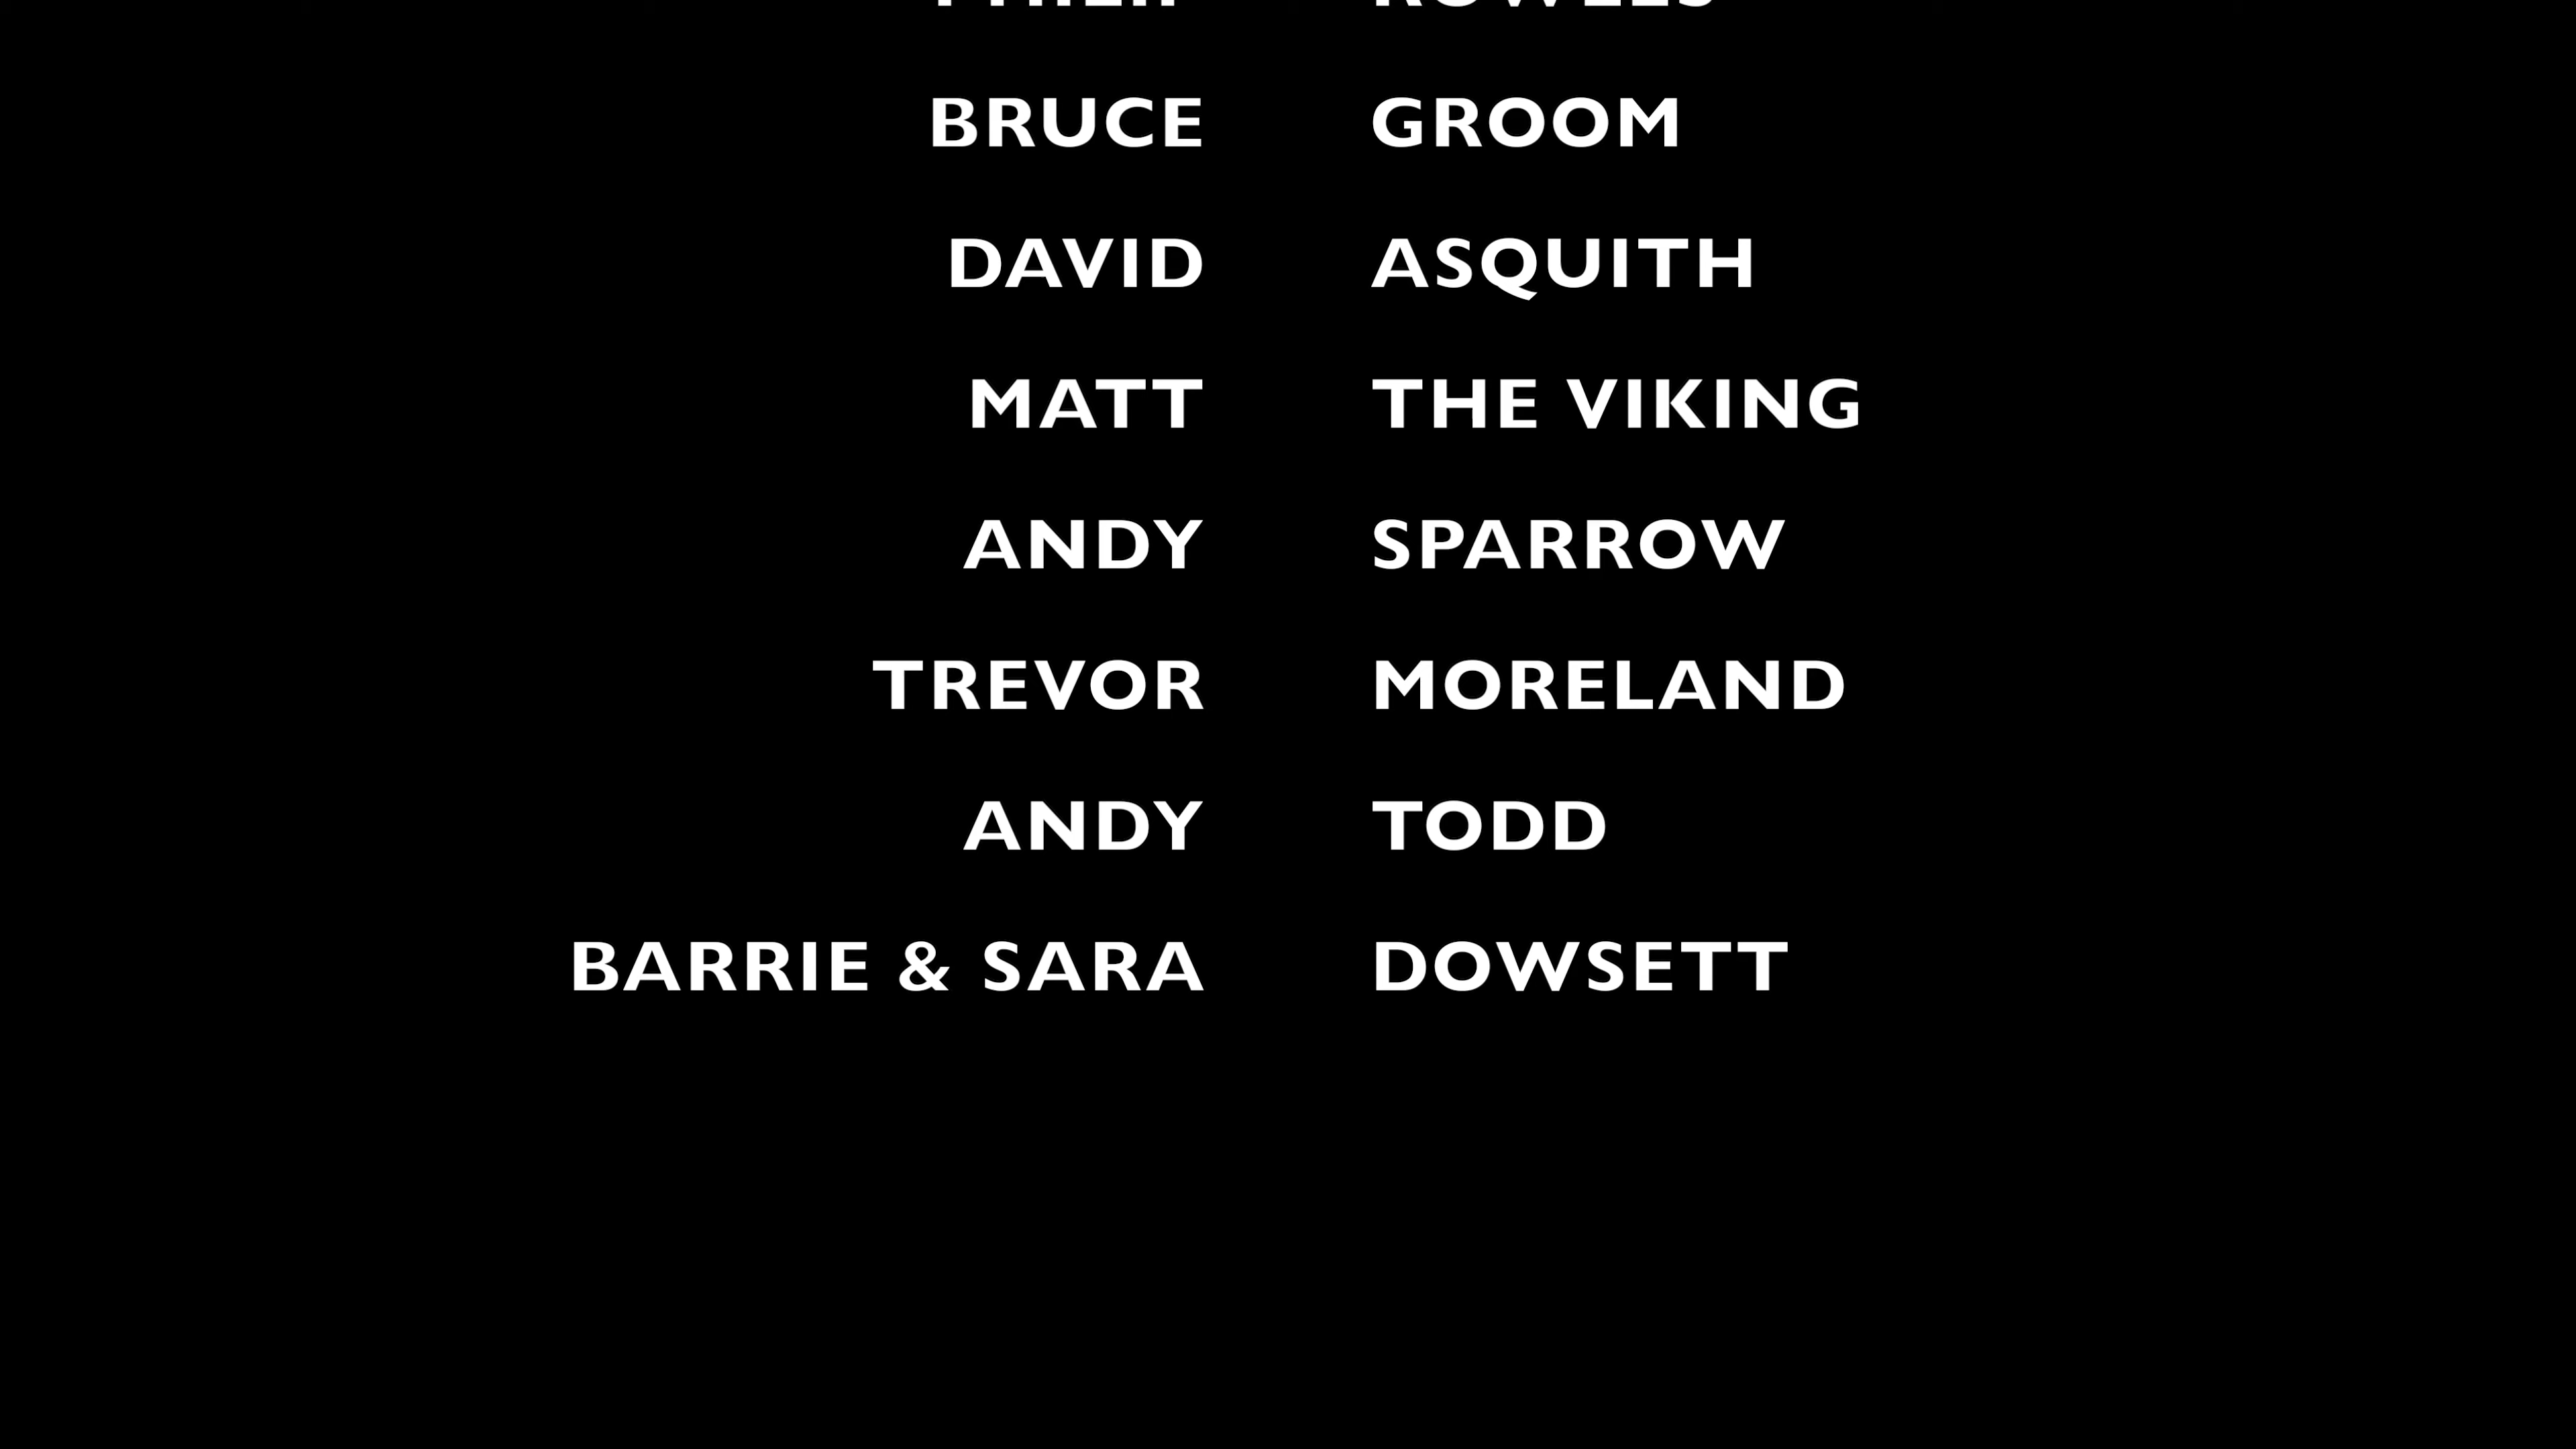 BRUCE GROOM
DAVID ASQUITH
MATT THE VIKING
ANDY SPARROW
TREVOR MORELAND
ANDY TODD
BARRIE & SARA DOWSETT